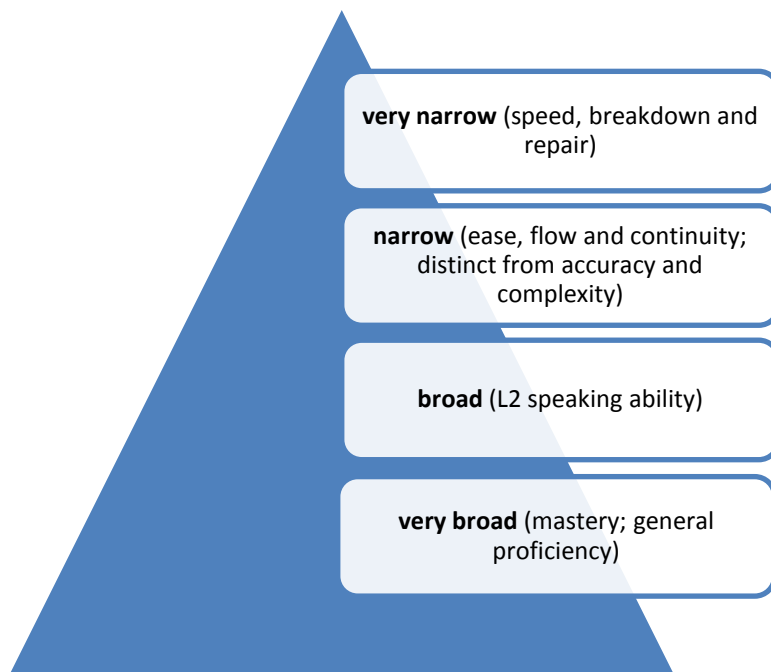 very narrow (speed, breakdown and
repair)
narrow (ease, flow and continuity;
distinct from accuracy and
complexity)
broad (L2 speaking ability)
very broad (mastery; general
proficiency)